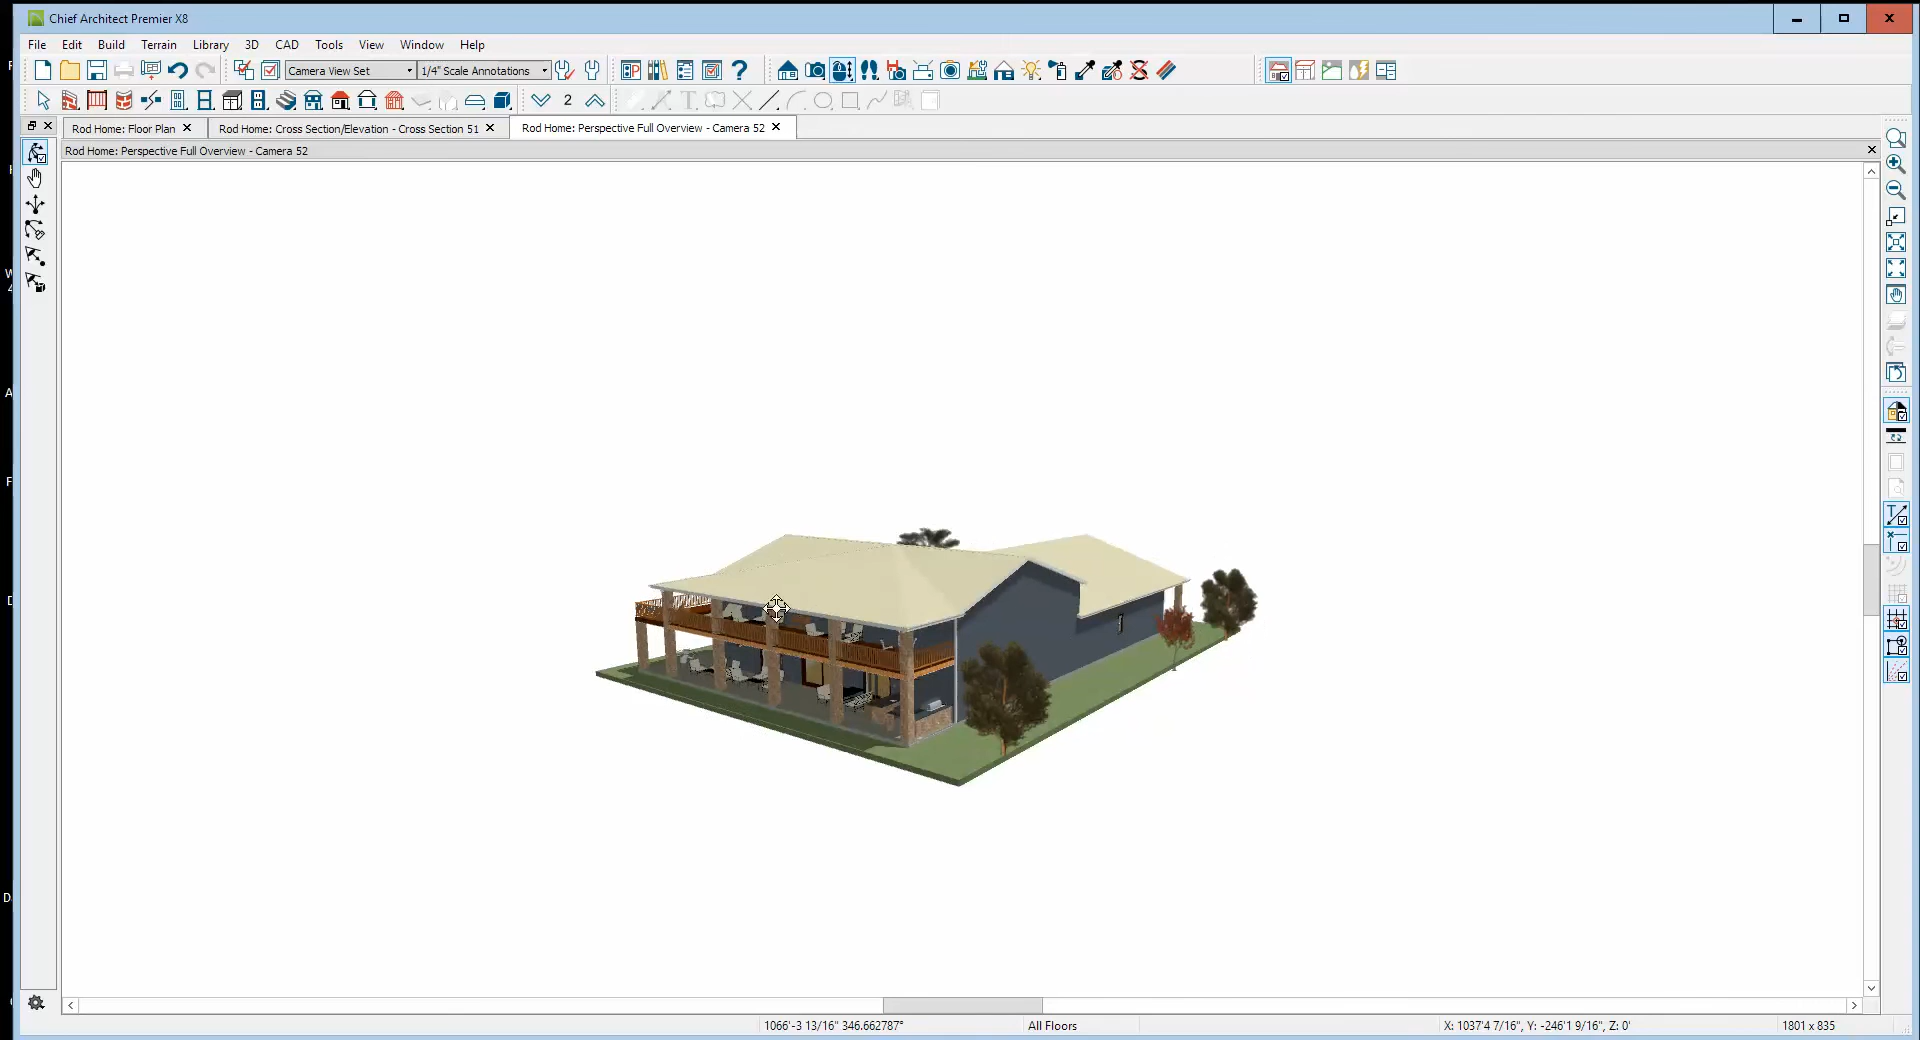 Chief Architect Premier X8
File Edit Build Terrain Library 3D CAD Tools View Window Help
Camera View Set 1/4" Scale Annotations
2
Rod Home: Floor Plan Rod Home: Cross Section/Elevation - Cross Section 51 Rod Home: Perspective Full Overview - Camera 52
Rod Home: Perspective Full Overview - Camera 52
1066'-3 13/16" 346.662787° All Floors X: 1037'4 7/16", Y: -246'1 9/16", Z: 0' 1801 x 835